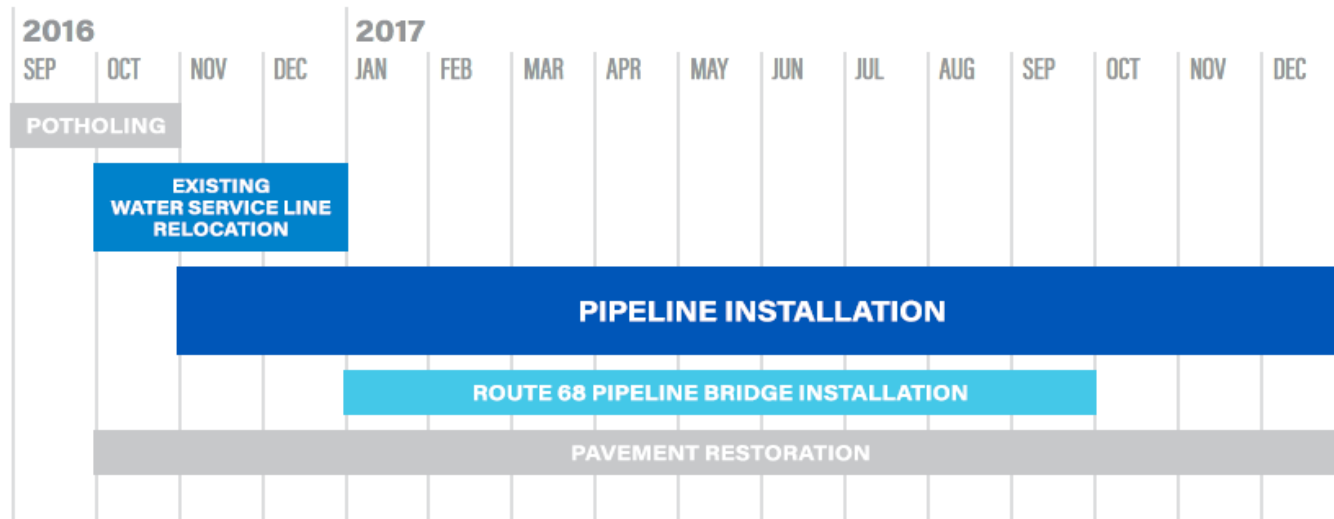 2016 2017
SEP OCT NOV DEC JAN FEB MAR APR MAY JUN JUL AUG SEP OCT NOV DEC
POTHOLING
EXISTING
WATER SERVICE LINE
RELOCATION
PIPELINE INSTALLATION
ROUTE 68 PIPELINE BRIDGE INSTALLATION
PAVEMENT RESTORATION